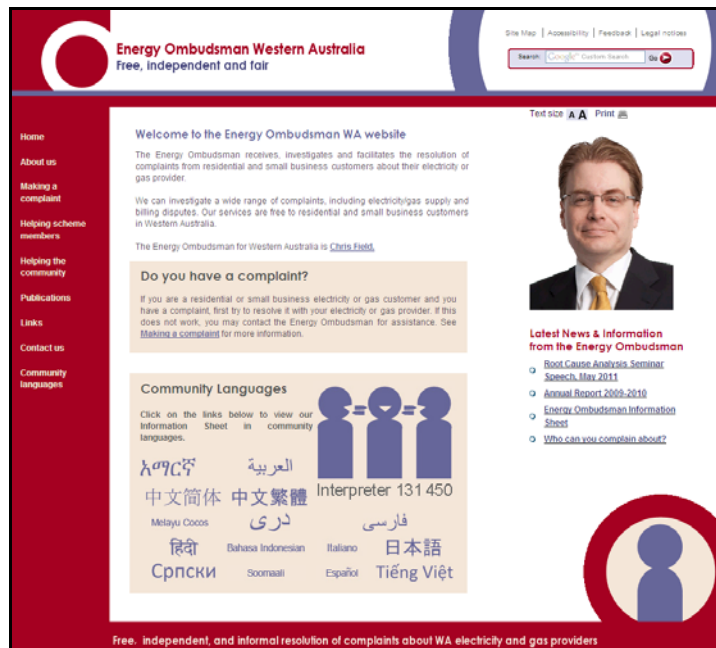 Energy Ombudsman Western Australia
Free, independent and fair
Site Map | Accessibility | Feedback | Legal notices
Search: Google™ Custom Search Go
Text size A A Print
Home
About us
Making a
complaint
Helping scheme
members
Helping the
community
Publications
Links
Contact us
Community
languages
Welcome to the Energy Ombudsman WA website
The Energy Ombudsman receives, investigates and facilitates the resolution of
complaints from residential and small business customers about their electricity or
gas provider.
We can investigate a wide range of complaints, including electricity/gas supply and
billing disputes. Our services are free to residential and small business customers
in Western Australia.
The Energy Ombudsman for Western Australia is Chris Field.
Do you have a complaint?
If you are a residential or small business electricity or gas customer and you
have a complaint, first try to resolve it with your electricity or gas provider. If this
does not work, you may contact the Energy Ombudsman for assistance. See
Making a complaint for more information.
Community Languages
Click on the links below to view our
Information Sheet in community
languages.
Interpreter 131 450
አማርኛ العربية
中文简体 中文繁體
Melayu Cocos دری فارسی
हिंदी Bahasa Indonesian Italiano 日本語
Српски Soomaali Español Tiếng Việt
Latest News & Information
from the Energy Ombudsman
Root Cause Analysis Seminar
Speech, May 2011
Annual Report 2009-2010
Energy Ombudsman Information
Sheet
Who can you complain about?
Free, independent, and informal resolution of complaints about WA electricity and gas providers